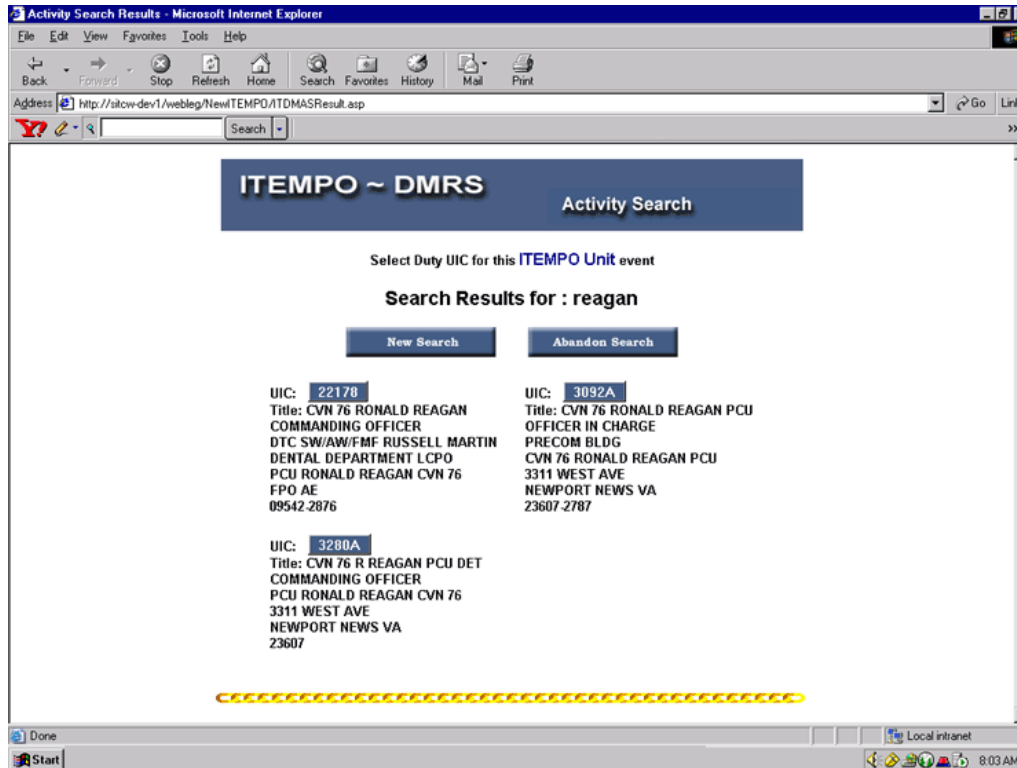 Activity Search Results - Microsoft Internet Explorer
File Edit View Favorites Tools Help
Back Forward Stop Refresh Home Search Favorites History Mail Print
Address http://sitcw-dev1/webleg/NewITEMPO/ITDMASResult.asp Go
Y! Search
ITEMPO ~ DMRS
Activity Search
Select Duty UIC for this ITEMPO Unit event
Search Results for : reagan
New Search Abandon Search
UIC: 22178
Title: CVN 76 RONALD REAGAN
COMMANDING OFFICER
DTC SW/AW/FMF RUSSELL MARTIN
DENTAL DEPARTMENT LCPO
PCU RONALD REAGAN CVN 76
FPO AE
09542-2876
UIC: 3092A
Title: CVN 76 RONALD REAGAN PCU
OFFICER IN CHARGE
PRECOM BLDG
CVN 76 RONALD REAGAN PCU
3311 WEST AVE
NEWPORT NEWS VA
23607-2787
UIC: 3280A
Title: CVN 76 R REAGAN PCU DET
COMMANDING OFFICER
PCU RONALD REAGAN CVN 76
3311 WEST AVE
NEWPORT NEWS VA
23607
Done Local intranet
Start 8:03 AM